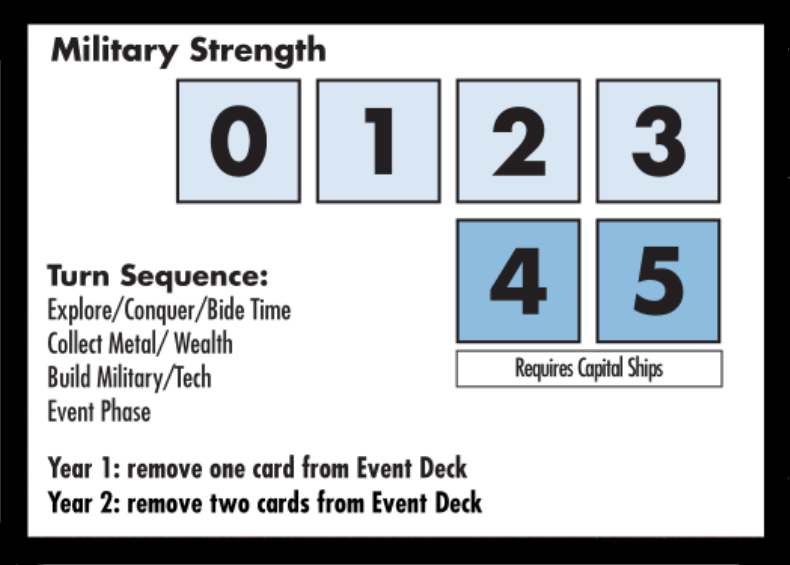 Military Strength
0 1 2 3
4 5
Requires Capital Ships
Turn Sequence:
Explore/Conquer/Bide Time
Collect Metal/ Wealth
Build Military/Tech
Event Phase
Year 1: remove one card from Event Deck
Year 2: remove two cards from Event Deck